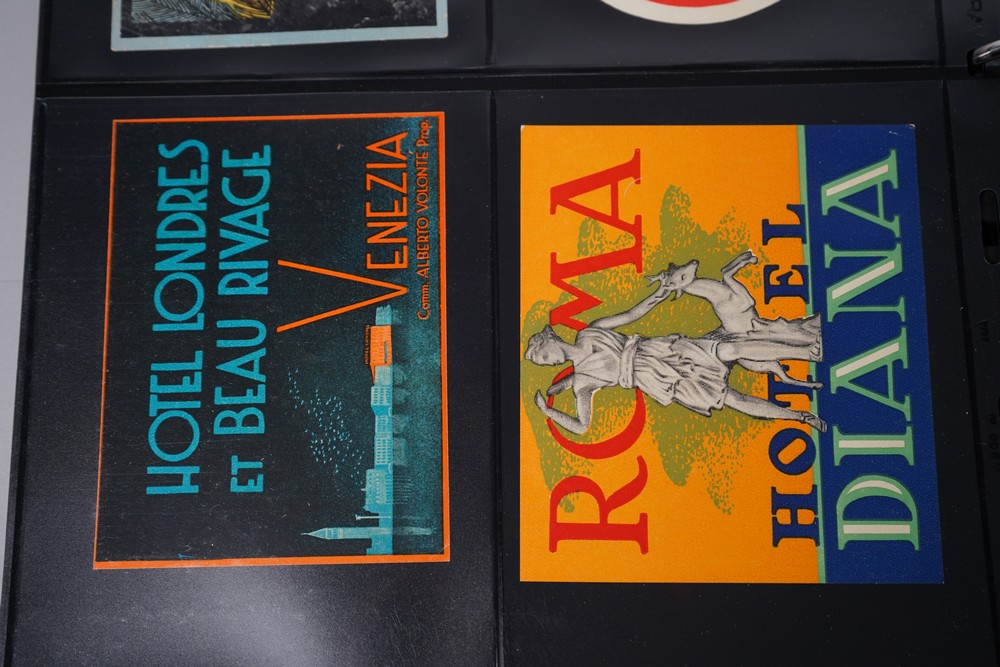 HOTEL LONDRES
ET BEAU RIVAGE
VENEZIA
Comm. ALBERTO VOLONTE Prop.
ROMA
HOTEL
DIANA